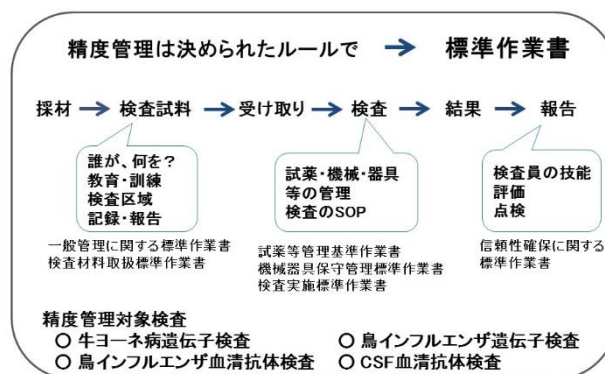 精度管理は決められたルールで → 標準作業書
採材 → 検査試料 → 受け取り → 検査 → 結果 → 報告
誰が、何を?
教育・訓練
検査区域
記録・報告
試薬・機械・器具
等の管理
検査のSOP
検査員の技能
評価
点検
一般管理に関する標準作業書
検査材料取扱標準作業書
試薬等管理基準作業書
機械器具保守管理標準作業書
検査実施標準作業書
信頼性確保に関する
標準作業書
精度管理対象検査
○ 牛ヨーネ病遺伝子検査 ○ 鳥インフルエンザ遺伝子検査
○ 鳥インフルエンザ血清抗体検査 ○ CSF血清抗体検査